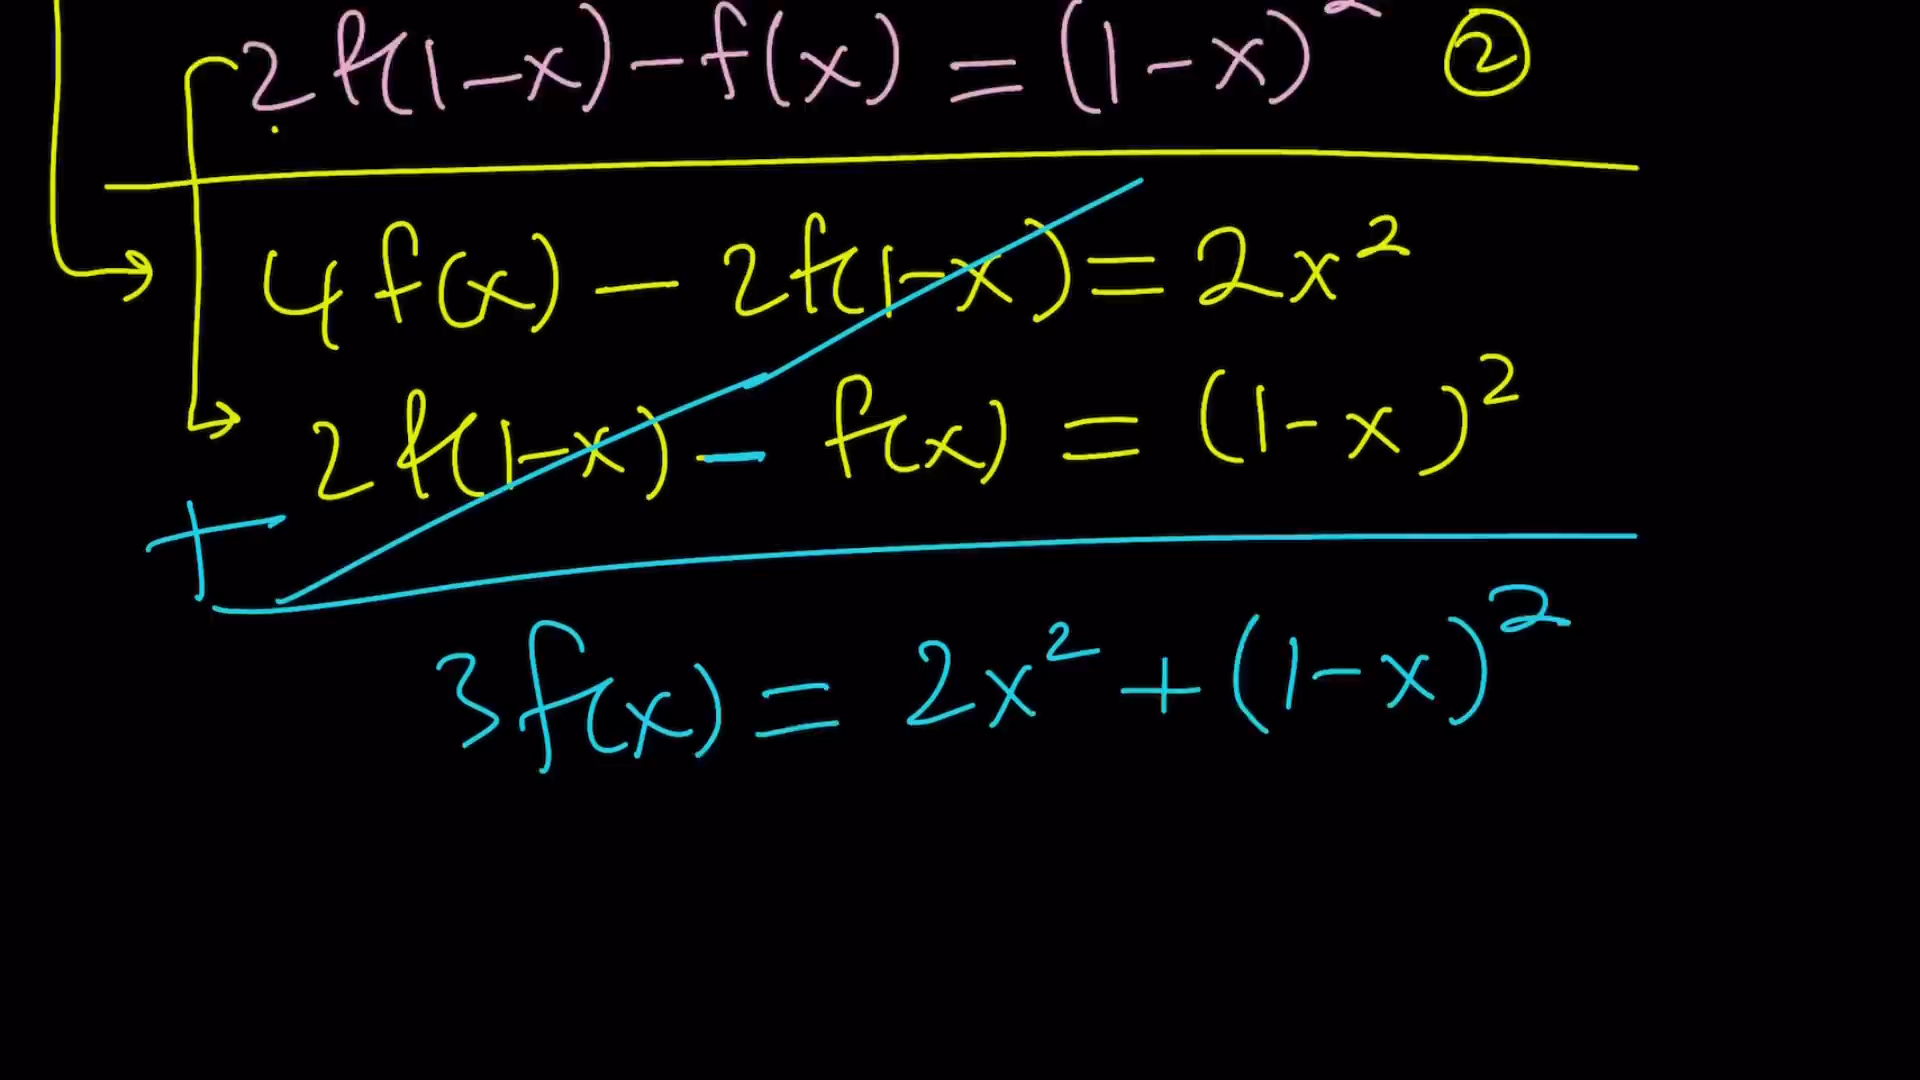 2f(1-x)-f(x) = (1-x)² ②
4f(x) - 2f(1-x) = 2x²
2f(1-x) - f(x) = (1-x)²
+
3f(x) = 2x² + (1-x)²